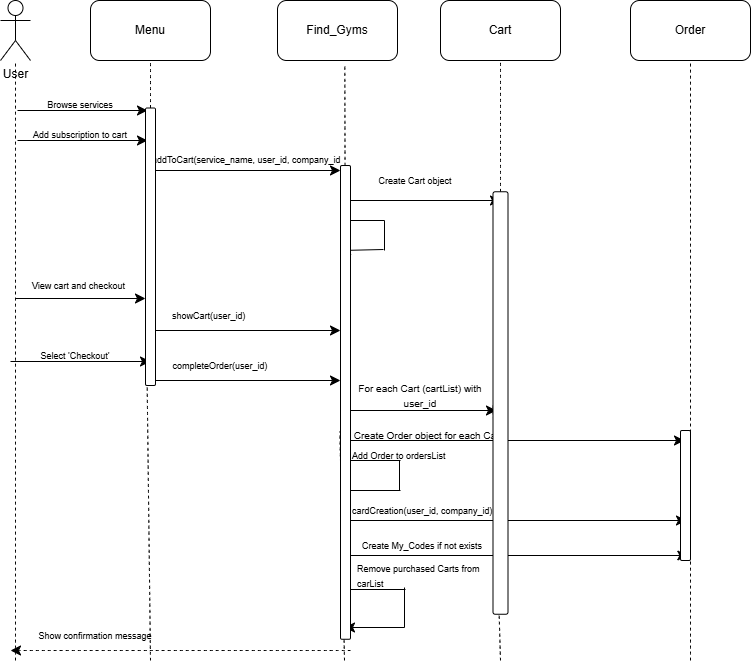 Menu
Find_Gyms
Cart
Order
User
Browse services
Add subscription to cart
ddToCart(service_name, user_id, company_id
Create Cart object
View cart and checkout
showCart(user_id)
Select 'Checkout'
completeOrder(user_id)
For each Cart (cartList) with
user_id
Create Order object for each Ca
Add Order to ordersList
cardCreation(user_id, company_id)
Create My_Codes if not exists
Remove purchased Carts from
carList
Show confirmation message